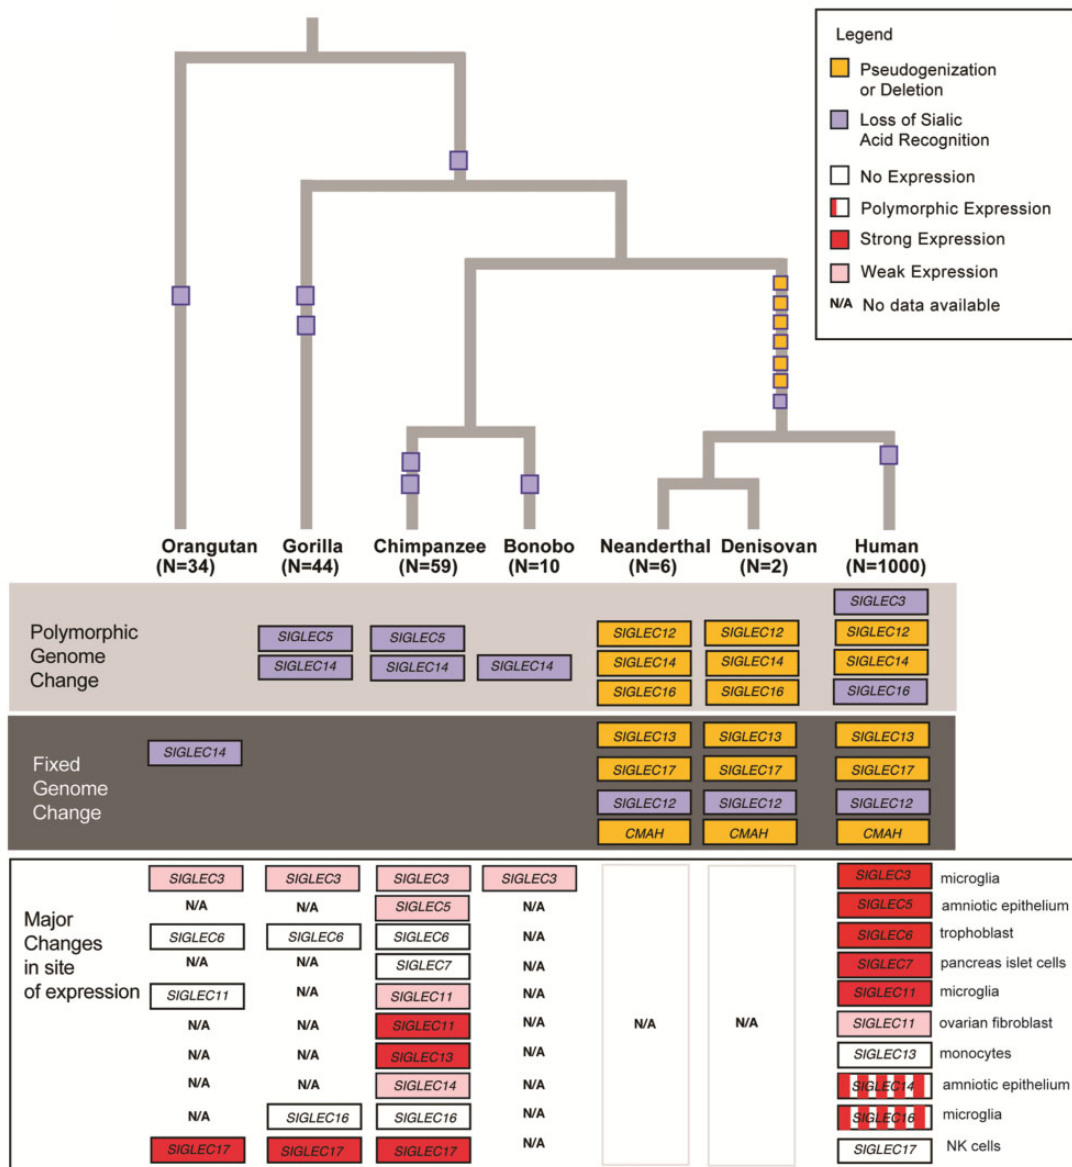 Legend
Pseudogenization
or Deletion
Loss of Sialic
Acid Recognition
No Expression
Polymorphic Expression
Strong Expression
Weak Expression
N/A No data available
Orangutan Gorilla Chimpanzee Bonobo Neanderthal Denisovan Human
(N=34) (N=44) (N=59) (N=10) (N=6) (N=2) (N=1000)
Polymorphic
Genome
Change
SIGLEC3
SIGLEC5 SIGLEC5 SIGLEC12 SIGLEC12 SIGLEC12
SIGLEC14 SIGLEC14 SIGLEC14 SIGLEC14 SIGLEC14 SIGLEC14
SIGLEC16 SIGLEC16 SIGLEC16
Fixed
Genome
Change
SIGLEC14 SIGLEC13 SIGLEC13 SIGLEC13
SIGLEC17 SIGLEC17 SIGLEC17
SIGLEC12 SIGLEC12 SIGLEC12
CMAH CMAH CMAH
Major
Changes
in site
of expression
SIGLEC3 SIGLEC3 SIGLEC3 SIGLEC3 SIGLEC3 microglia
N/A N/A SIGLEC5 N/A SIGLEC5 amniotic epithelium
SIGLEC6 SIGLEC6 SIGLEC6 N/A SIGLEC6 trophoblast
N/A N/A SIGLEC7 N/A SIGLEC7 pancreas islet cells
SIGLEC11 N/A SIGLEC11 N/A SIGLEC11 microglia
N/A N/A SIGLEC11 N/A N/A N/A SIGLEC11 ovarian fibroblast
N/A N/A SIGLEC13 N/A SIGLEC13 monocytes
N/A N/A SIGLEC14 N/A SIGLEC14 amniotic epithelium
N/A SIGLEC16 SIGLEC16 N/A SIGLEC16 microglia
SIGLEC17 SIGLEC17 SIGLEC17 N/A SIGLEC17 NK cells